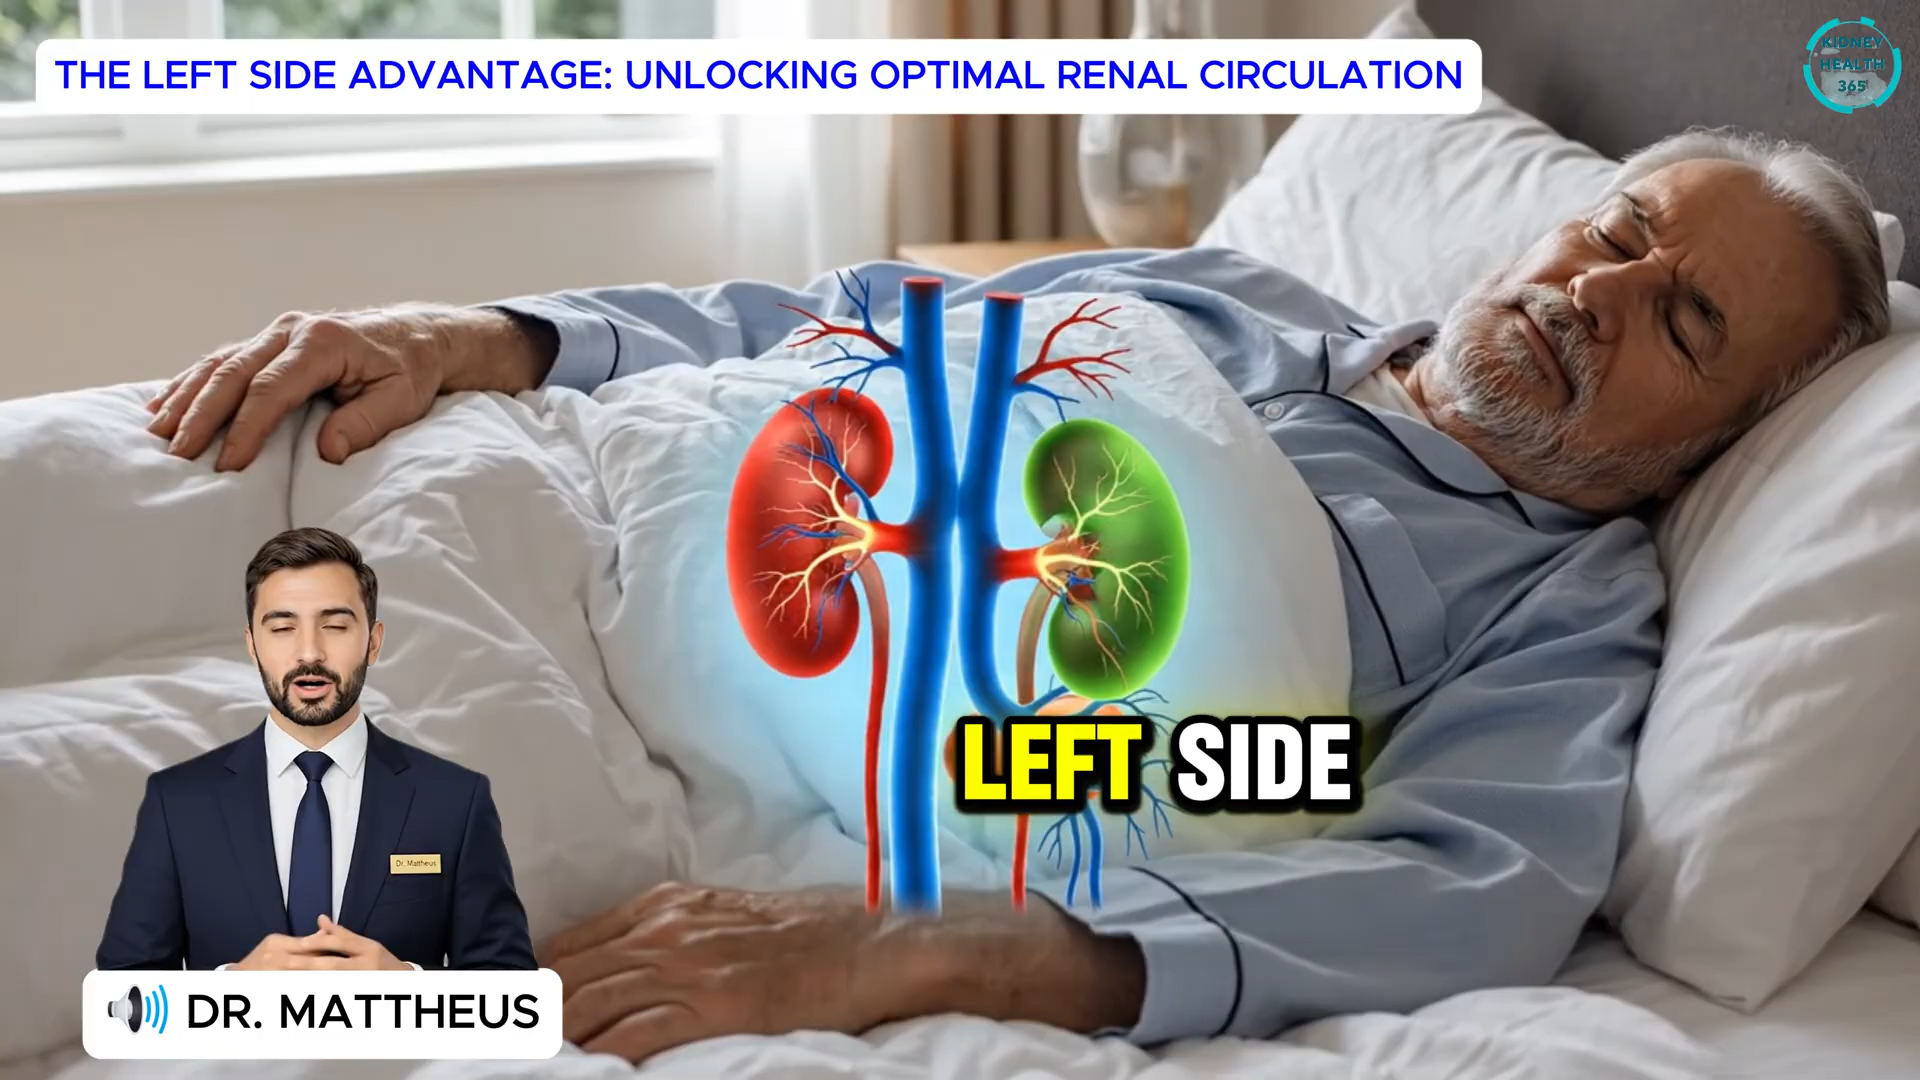 THE LEFT SIDE ADVANTAGE: UNLOCKING OPTIMAL RENAL CIRCULATION
KIDNEY
HEALTH
365
LEFT SIDE
Dr. Mattheus
DR. MATTHEUS